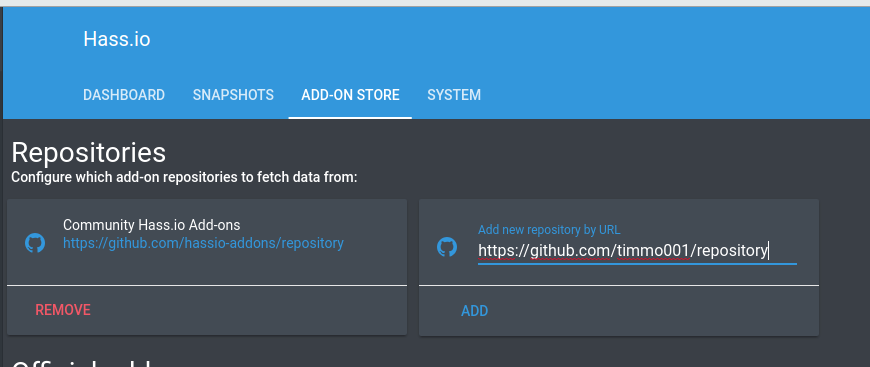 Hass.io
DASHBOARD SNAPSHOTS ADD-ON STORE SYSTEM
Repositories
Configure which add-on repositories to fetch data from:
Community Hass.io Add-ons
https://github.com/hassio-addons/repository
REMOVE
Add new repository by URL
https://github.com/timmo001/repository
ADD